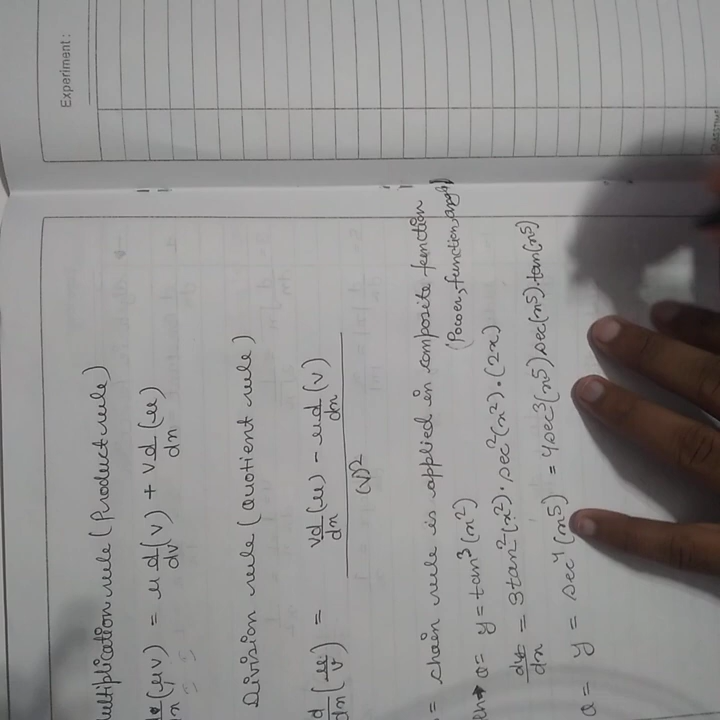 Experiment:
ultiplication rule (Product rule)
(uv) = u d/dv (v) + v d/dx (u)
Division rule (Quotient rule)
d/dx (u/v) = v d/dx (u) - u d/dx (v) / (v)²
= chain rule is applied in composite function
(Power, function, angle)
Q= y = tan³ (x²)
dy/dx = 3tan² (x²) . sec² (x²) . (2x)
Q= y = sec⁴ (x5) = 4sec³ (x5) sec (x5) . tan (x5)